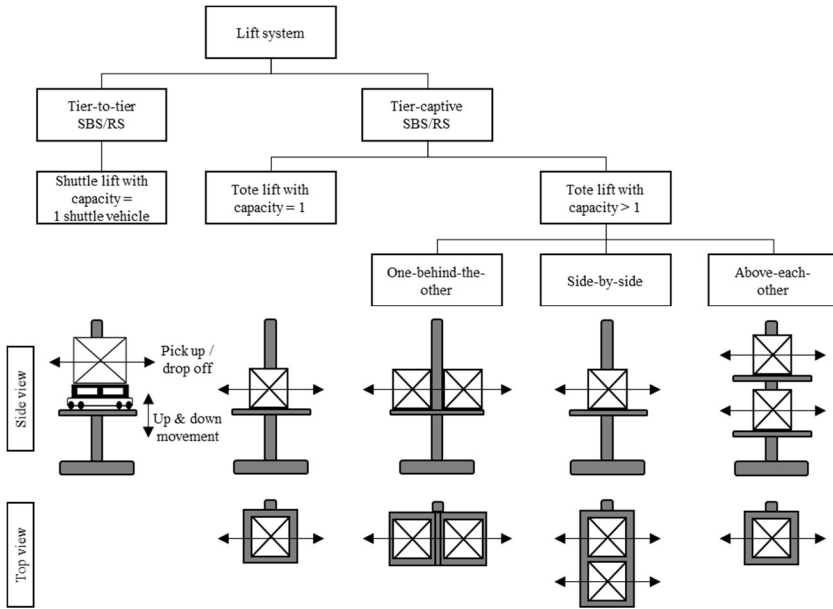 Lift system
Tier-to-tier
SBS/RS
Tier-captive
SBS/RS
Shuttle lift with
capacity =
1 shuttle vehicle
Tote lift with
capacity = 1
Tote lift with
capacity > 1
One-behind-the-
other
Side-by-side
Above-each-
other
Side view
Pick up /
drop off
Up & down
movement
Top view